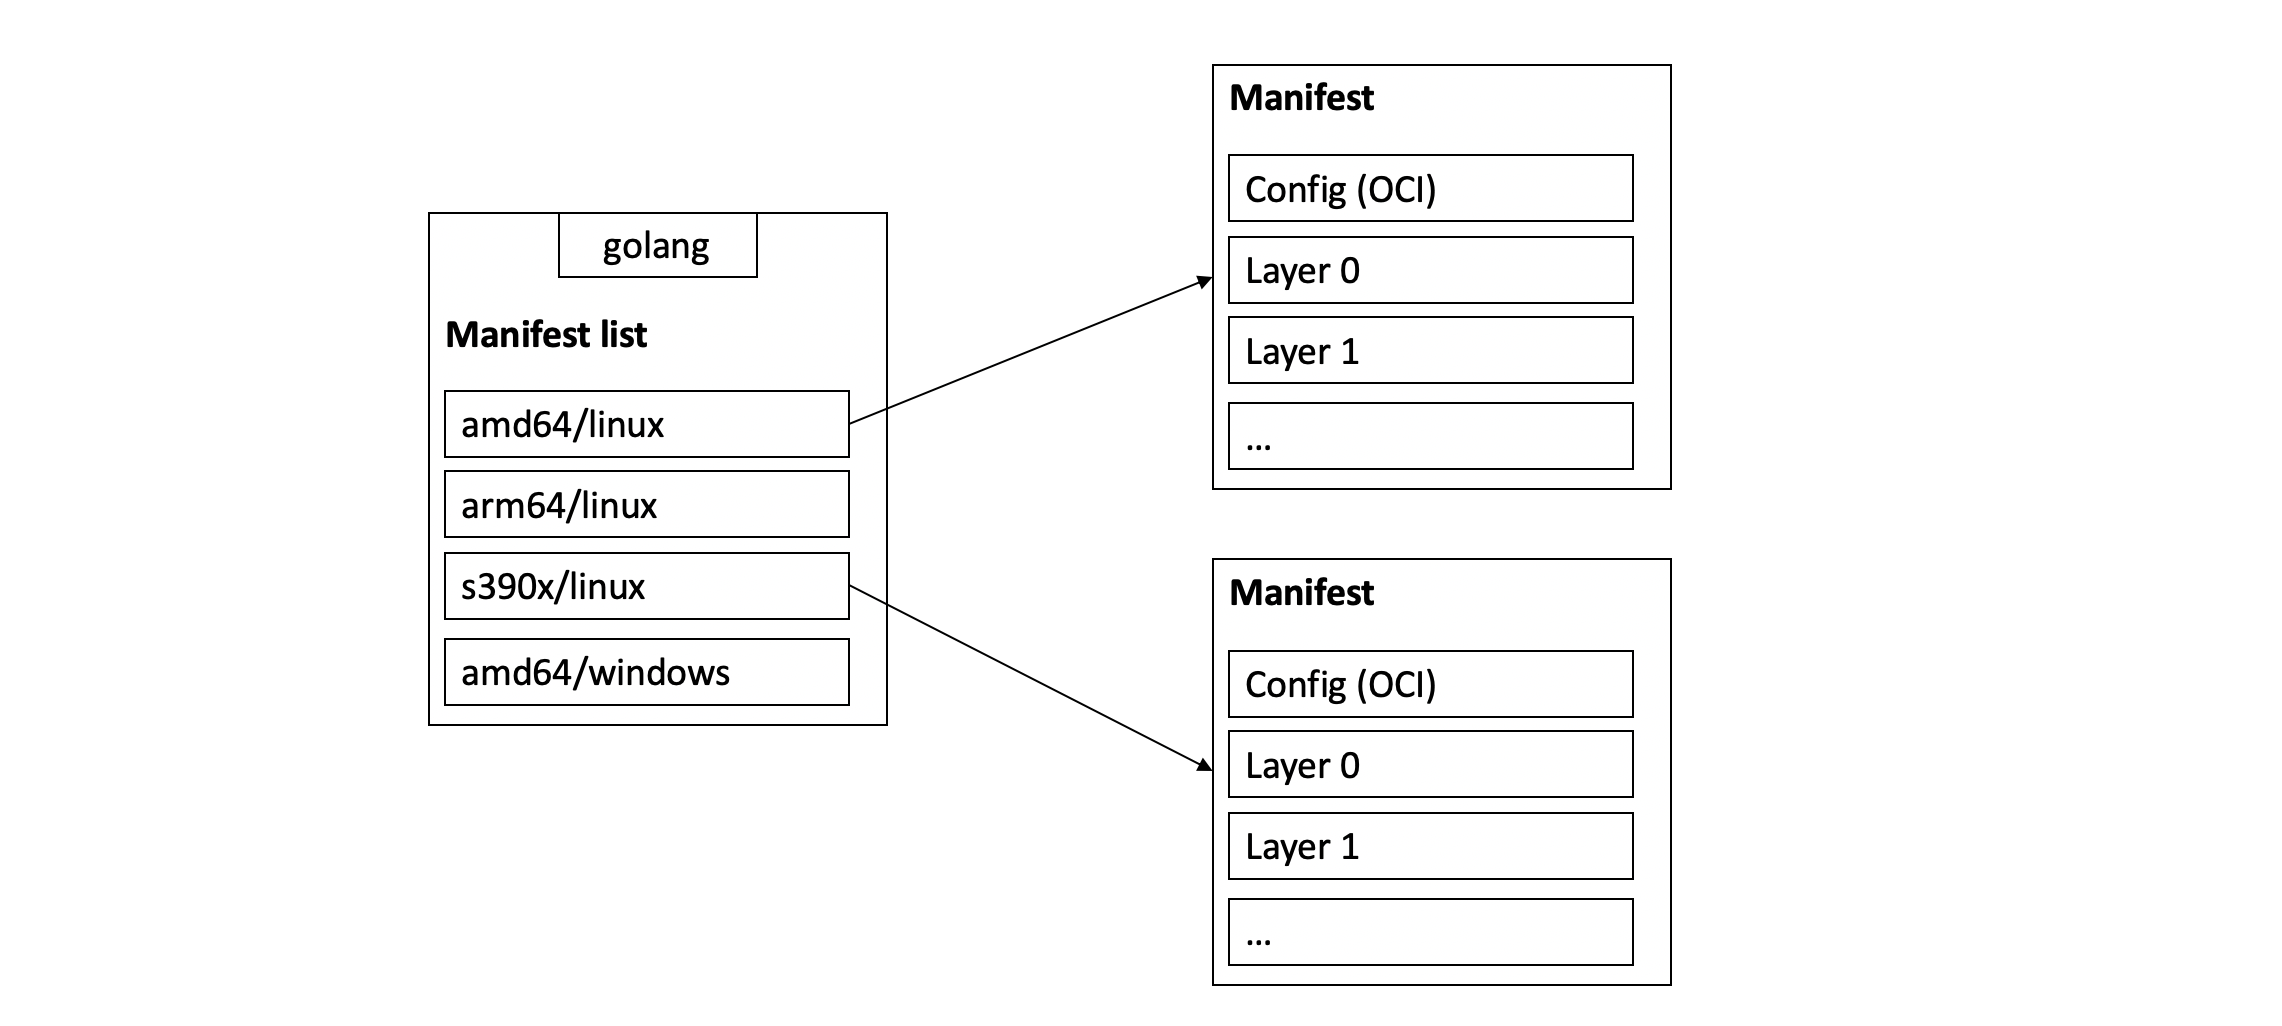 golang
Manifest list
amd64/linux
arm64/linux
s390x/linux
amd64/windows
Manifest
Config (OCI)
Layer 0
Layer 1
...
Manifest
Config (OCI)
Layer 0
Layer 1
...